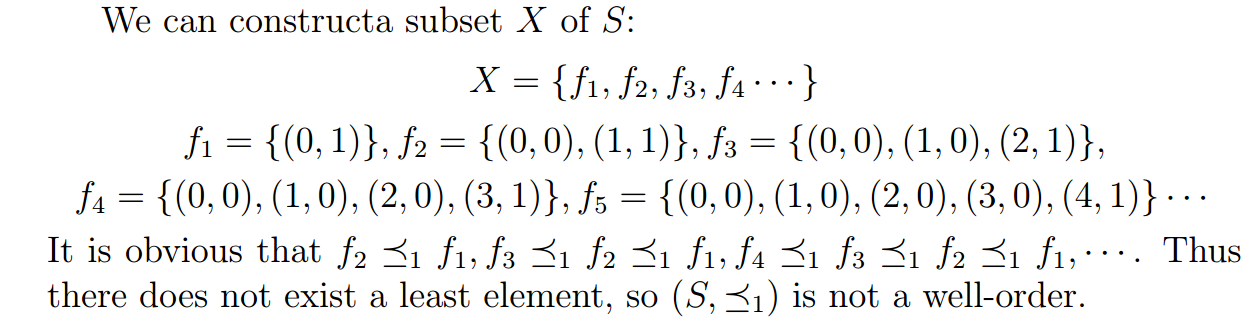 We can constructa subset X of S:
X = {f₁, f₂, f₃, f₄ ⋯}
f₁ = {(0, 1)}, f₂ = {(0, 0), (1, 1)}, f₃ = {(0, 0), (1, 0), (2, 1)},
f₄ = {(0, 0), (1, 0), (2, 0), (3, 1)}, f₅ = {(0, 0), (1, 0), (2, 0), (3, 0), (4, 1)} ⋯
It is obvious that f₂ ⪯₁ f₁, f₃ ⪯₁ f₂ ⪯₁ f₁, f₄ ⪯₁ f₃ ⪯₁ f₂ ⪯₁ f₁, ⋯. Thus
there does not exist a least element, so (S, ⪯₁) is not a well-order.